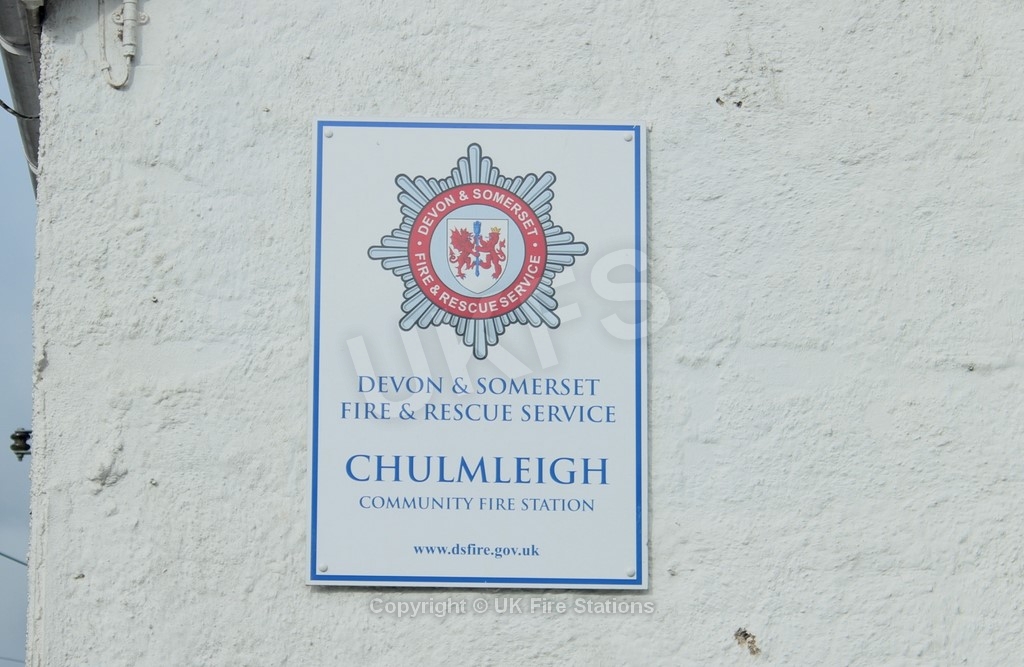 DEVON & SOMERSET
FIRE & RESCUE SERVICE
UKFS
DEVON & SOMERSET
FIRE & RESCUE SERVICE
CHULMLEIGH
COMMUNITY FIRE STATION
www.dsfire.gov.uk
Copyright © UK Fire Stations